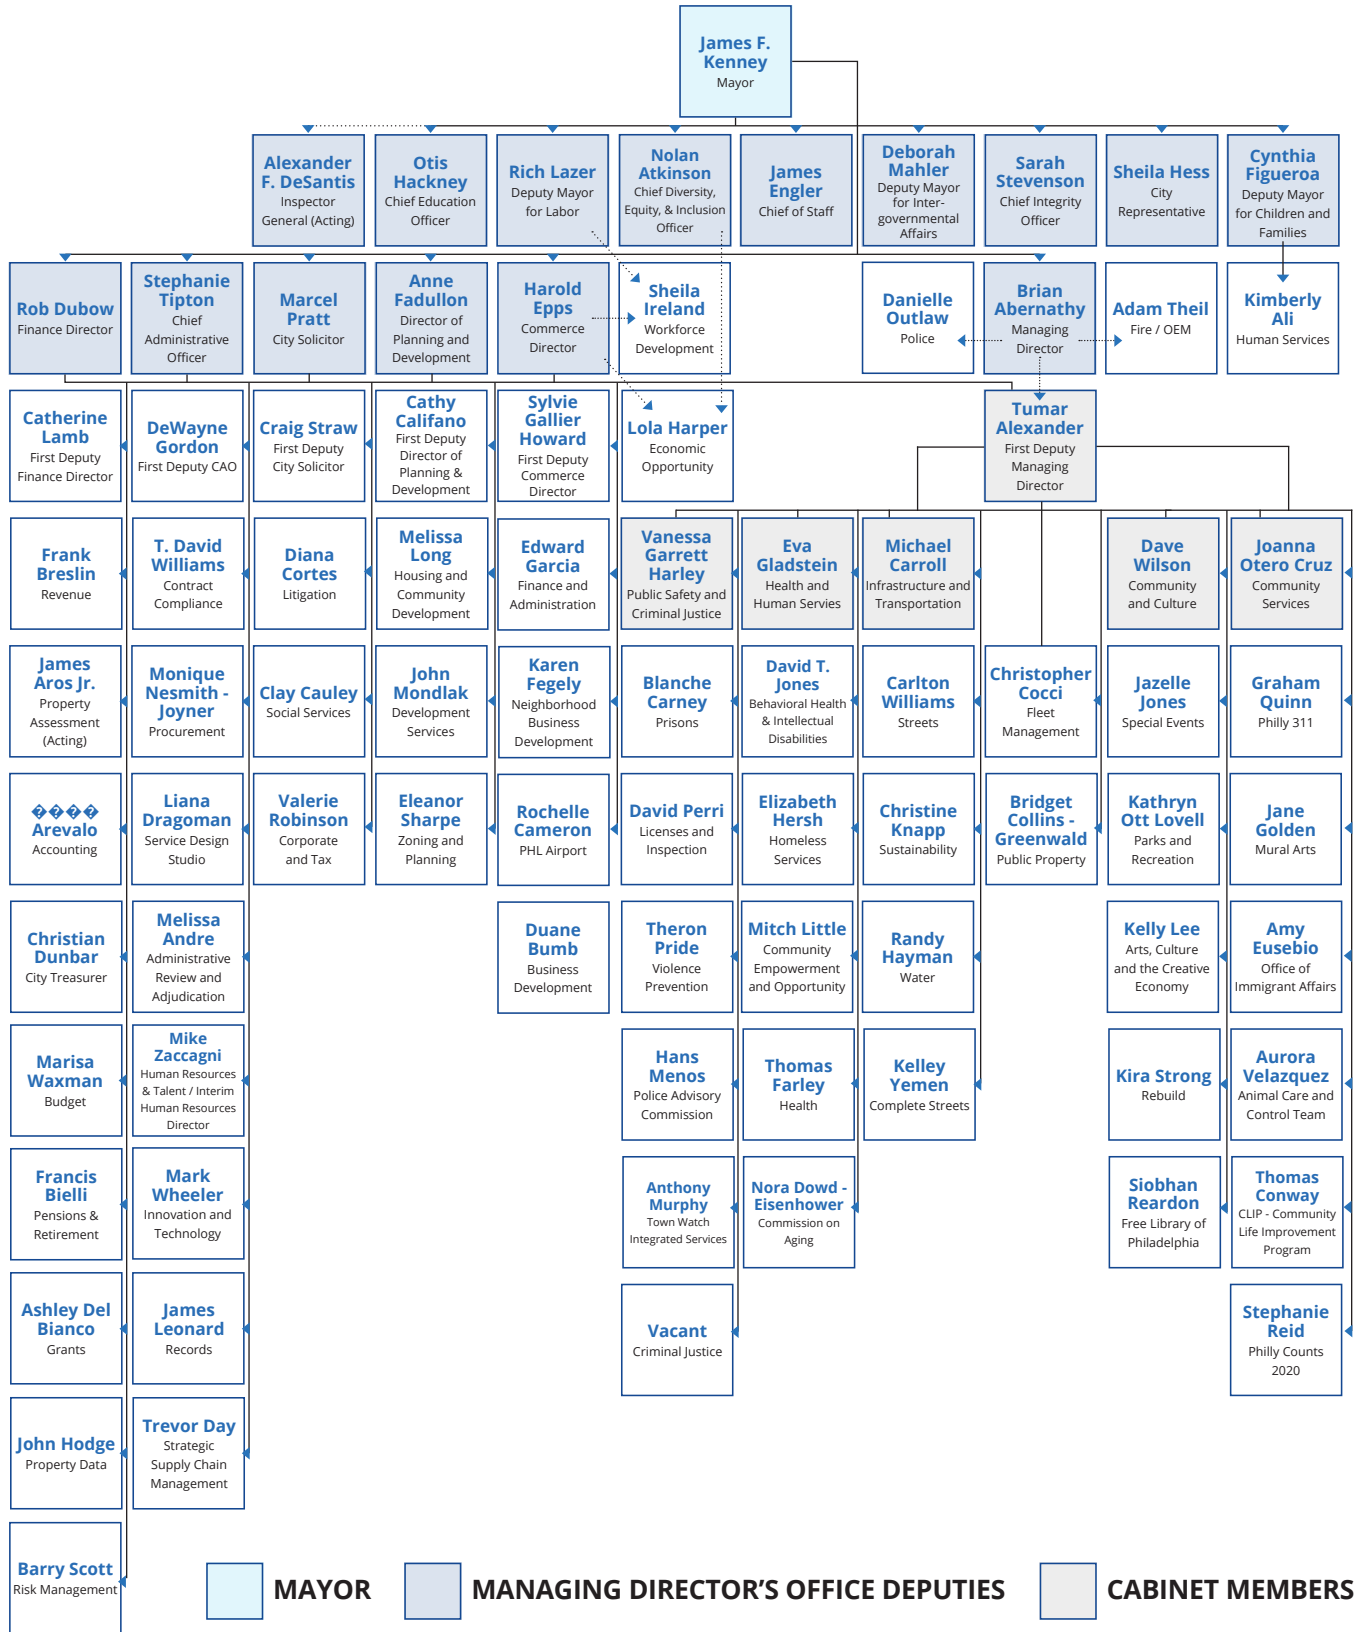 James F.
Kenney
Mayor
Alexander
F. DeSantis
Inspector
General (Acting)
Otis
Hackney
Chief Education
Officer
Rich Lazer
Deputy Mayor
for Labor
Nolan
Atkinson
Chief Diversity,
Equity, & Inclusion
Officer
James
Engler
Chief of Staff
Deborah
Mahler
Deputy Mayor
for Inter-
governmental
Affairs
Sarah
Stevenson
Chief Integrity
Officer
Sheila Hess
City
Representative
Cynthia
Figueroa
Deputy Mayor
for Children and
Families
Rob Dubow
Finance Director
Stephanie
Tipton
Chief
Administrative
Officer
Marcel
Pratt
City Solicitor
Anne
Fadullon
Director of
Planning and
Development
Harold
Epps
Commerce
Director
Sheila
Ireland
Workforce
Development
Danielle
Outlaw
Police
Brian
Abernathy
Managing
Director
Adam Theil
Fire / OEM
Kimberly
Ali
Human Services
Catherine
Lamb
First Deputy
Finance Director
DeWayne
Gordon
First Deputy CAO
Craig Straw
First Deputy
City Solicitor
Cathy
Califano
First Deputy
Director of
Planning &
Development
Sylvie
Gallier
Howard
First Deputy
Commerce
Director
Lola Harper
Economic
Opportunity
Tumar
Alexander
First Deputy
Managing
Director
Frank
Breslin
Revenue
T. David
Williams
Contract
Compliance
Diana
Cortes
Litigation
Melissa
Long
Housing and
Community
Development
Edward
Garcia
Finance and
Administration
Vanessa
Garrett
Harley
Public Safety and
Criminal Justice
Eva
Gladstein
Health and
Human Servies
Michael
Carroll
Infrastructure and
Transportation
Dave
Wilson
Community
and Culture
Joanna
Otero Cruz
Community
Services
James
Aros Jr.
Property
Assessment
(Acting)
Monique
Nesmith -
Joyner
Procurement
Clay Cauley
Social Services
John
Mondlak
Development
Services
Karen
Fegely
Neighborhood
Business
Development
Blanche
Carney
Prisons
David T.
Jones
Behavioral Health
& Intellectual
Disabilities
Carlton
Williams
Streets
Christopher
Cocci
Fleet
Management
Jazelle
Jones
Special Events
Graham
Quinn
Philly 311
����
Arevalo
Accounting
Liana
Dragoman
Service Design
Studio
Valerie
Robinson
Corporate
and Tax
Eleanor
Sharpe
Zoning and
Planning
Rochelle
Cameron
PHL Airport
David Perri
Licenses and
Inspection
Elizabeth
Hersh
Homeless
Services
Christine
Knapp
Sustainability
Bridget
Collins -
Greenwald
Public Property
Kathryn
Ott Lovell
Parks and
Recreation
Jane
Golden
Mural Arts
Christian
Dunbar
City Treasurer
Melissa
Andre
Administrative
Review and
Adjudication
Duane
Bumb
Business
Development
Theron
Pride
Violence
Prevention
Mitch Little
Community
Empowerment
and Opportunity
Randy
Hayman
Water
Kelly Lee
Arts, Culture
and the Creative
Economy
Amy
Eusebio
Office of
Immigrant Affairs
Marisa
Waxman
Budget
Mike
Zaccagni
Human Resources
& Talent / Interim
Human Resources
Director
Hans
Menos
Police Advisory
Commission
Thomas
Farley
Health
Kelley
Yemen
Complete Streets
Kira Strong
Rebuild
Aurora
Velazquez
Animal Care and
Control Team
Francis
Bielli
Pensions &
Retirement
Mark
Wheeler
Innovation and
Technology
Anthony
Murphy
Town Watch
Integrated Services
Nora Dowd -
Eisenhower
Commission on
Aging
Siobhan
Reardon
Free Library of
Philadelphia
Thomas
Conway
CLIP - Community
Life Improvement
Program
Ashley Del
Bianco
Grants
James
Leonard
Records
Vacant
Criminal Justice
Stephanie
Reid
Philly Counts
2020
John Hodge
Property Data
Trevor Day
Strategic
Supply Chain
Management
Barry Scott
Risk Management
MAYOR
MANAGING DIRECTOR'S OFFICE DEPUTIES
CABINET MEMBERS